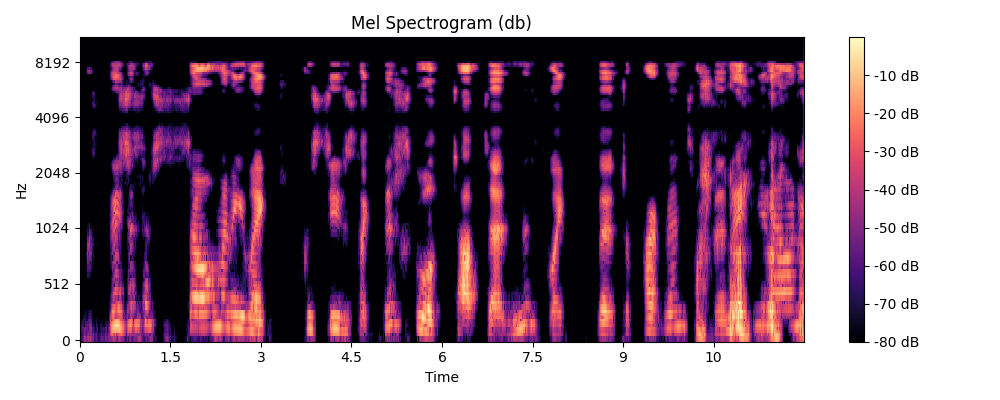 Mel Spectrogram (db)
8192
4096
2048
1024
512
0
Hz
0 1.5 3 4.5 6 7.5 9 10
Time
-10 dB
-20 dB
-30 dB
-40 dB
-50 dB
-60 dB
-70 dB
-80 dB